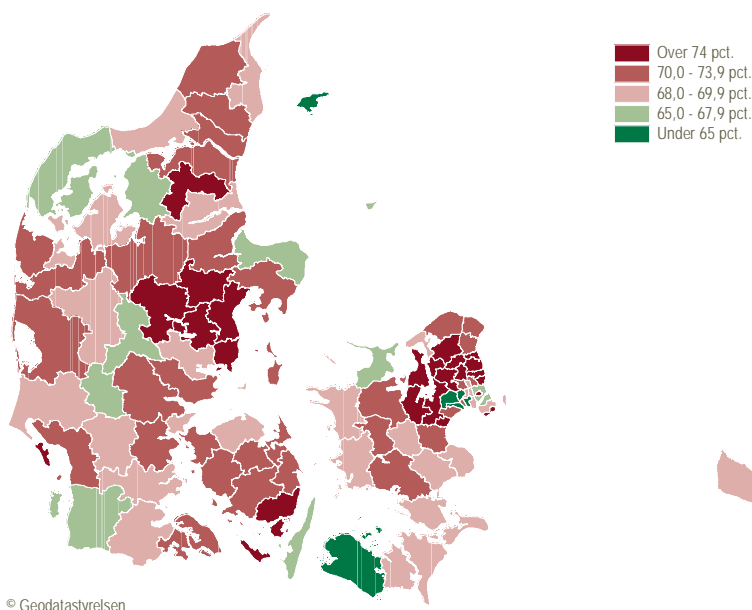 Over 74 pct.
70,0 - 73,9 pct.
68,0 - 69,9 pct.
65,0 - 67,9 pct.
Under 65 pct.
© Geodatastyrelsen